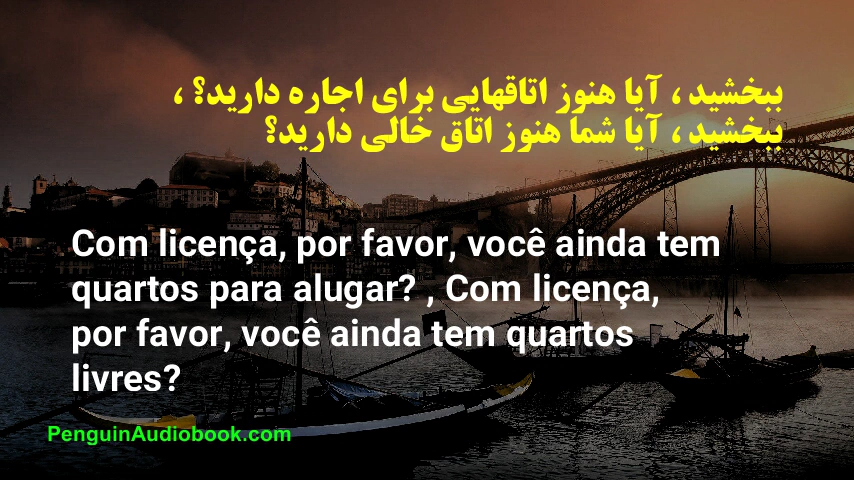 ببخشید ، آیا هنوز اتاقهایی برای اجاره دارید؟ ،
ببخشید ، آیا شما هنوز اتاق خالی دارید؟
Com licença, por favor, você ainda tem
quartos para alugar? , Com licença,
por favor, você ainda tem quartos
livres?
PenguinAudiobook.com